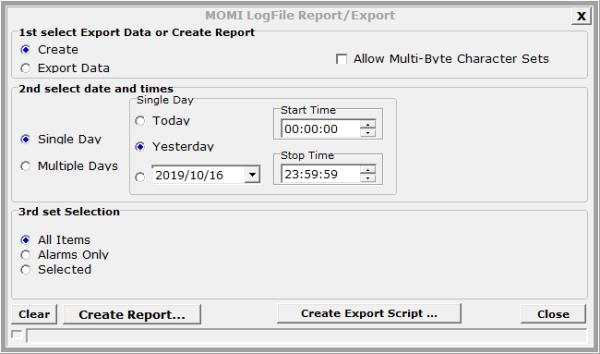 MOMI LogFile Report/Export
X
1st select Export Data or Create Report
Create
Export Data
Allow Multi-Byte Character Sets
2nd select date and times
Single Day
Multiple Days
Single Day
Today
Yesterday
2019/10/16
Start Time
00:00:00
Stop Time
23:59:59
3rd set Selection
All Items
Alarms Only
Selected
Clear
Create Report...
Create Export Script ...
Close